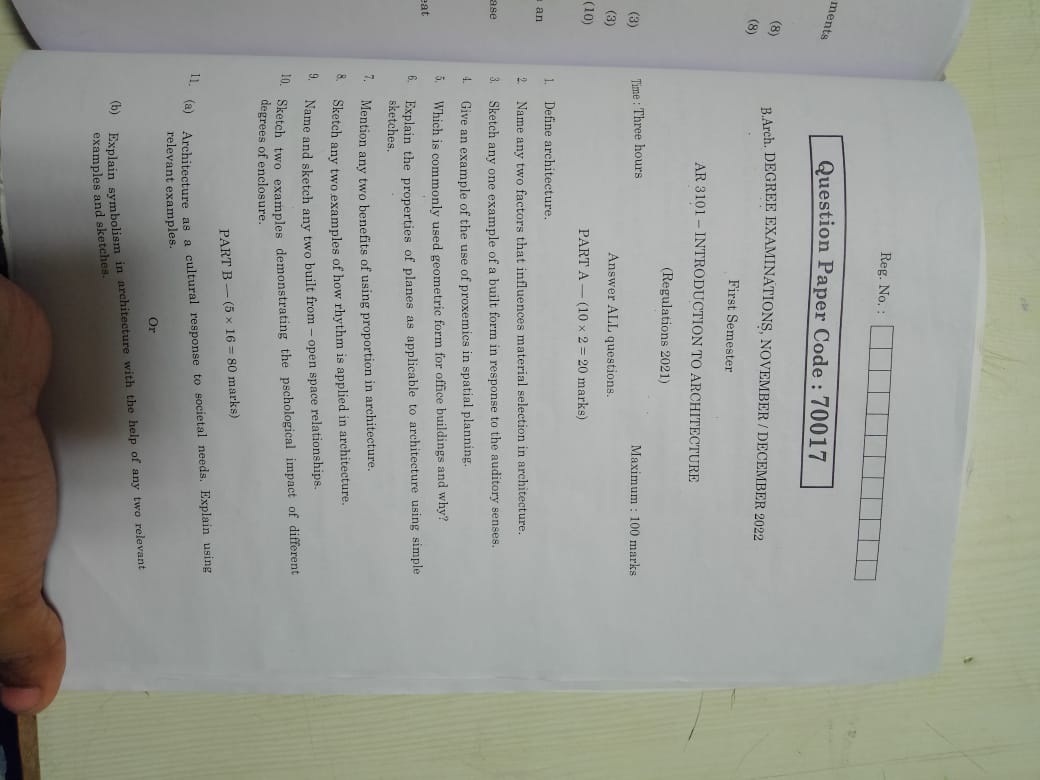 ments
(8)
(8)
(3)
(3)
(10)
an
ase
eat
Reg. No. :
Question Paper Code : 70017
B.Arch. DEGREE EXAMINATIONS, NOVEMBER / DECEMBER 2022
First Semester
AR 3101 – INTRODUCTION TO ARCHITECTURE
(Regulations 2021)
Time : Three hours Maximum : 100 marks
Answer ALL questions.
PART A — (10 × 2 = 20 marks)
1. Define architecture.
2. Name any two factors that influences material selection in architecture.
3. Sketch any one example of a built form in response to the auditory senses.
4. Give an example of the use of proxemics in spatial planning.
5. Which is commonly used geometric form for office buildings and why?
6. Explain the properties of planes as applicable to architecture using simple
sketches.
7. Mention any two benefits of using proportion in architecture.
8. Sketch any two examples of how rhythm is applied in architecture.
9. Name and sketch any two built from – open space relationships.
10. Sketch two examples demonstrating the pschological impact of different
degrees of enclosure.
PART B — (5 × 16 = 80 marks)
11. (a) Architecture as a cultural response to societal needs. Explain using
relevant examples.
Or
(b) Explain symbolism in architecture with the help of any two relevant
examples and sketches.